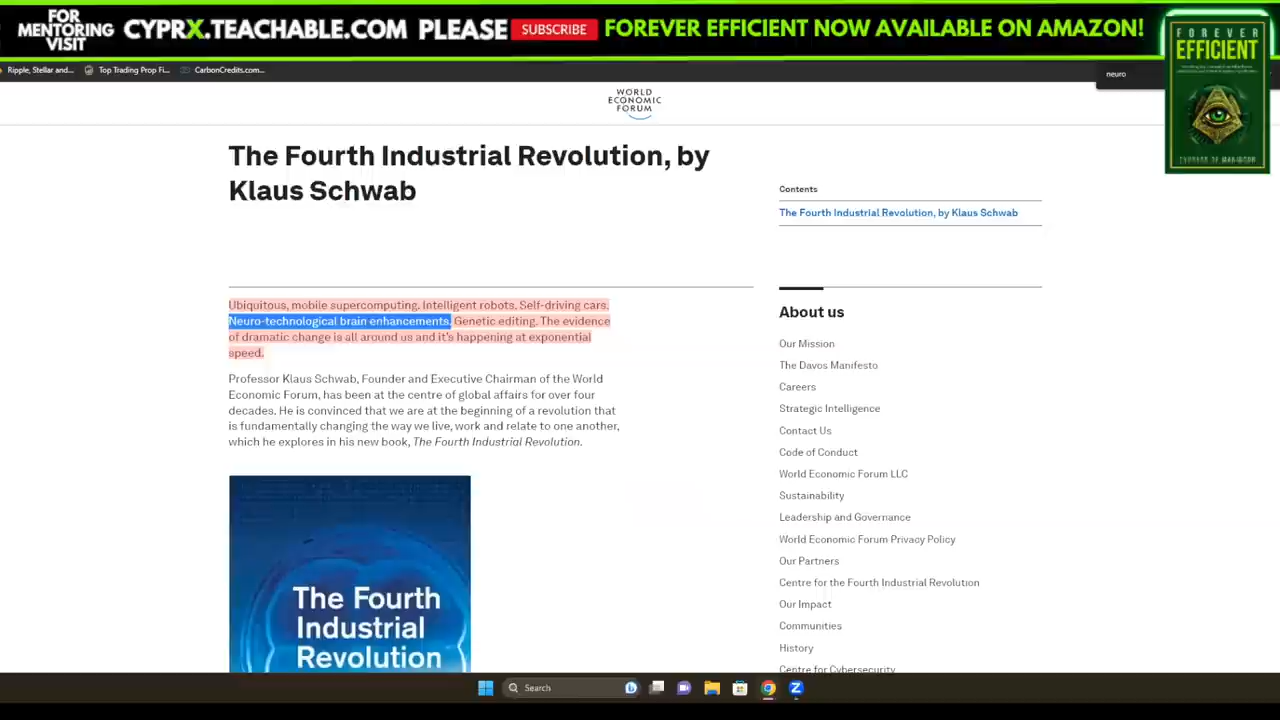 FOR
MENTORING
VISIT
CYPRX.TEACHABLE.COM PLEASE SUBSCRIBE FOREVER EFFICIENT NOW AVAILABLE ON AMAZON!
FOREVER
EFFICIENT
Ripple, Stellar and...
Top Trading Prop Fi...
CarbonCredits.com...
neuro
WORLD
ECONOMIC
FORUM
The Fourth Industrial Revolution, by
Klaus Schwab
Contents
The Fourth Industrial Revolution, by Klaus Schwab
Ubiquitous, mobile supercomputing. Intelligent robots. Self-driving cars.
Neuro-technological brain enhancements. Genetic editing. The evidence
of dramatic change is all around us and it's happening at exponential
speed.
Professor Klaus Schwab, Founder and Executive Chairman of the World
Economic Forum, has been at the centre of global affairs for over four
decades. He is convinced that we are at the beginning of a revolution that
is fundamentally changing the way we live, work and relate to one another,
which he explores in his new book, The Fourth Industrial Revolution.
The Fourth
Industrial
Revolution
About us
Our Mission
The Davos Manifesto
Careers
Strategic Intelligence
Contact Us
Code of Conduct
World Economic Forum LLC
Sustainability
Leadership and Governance
World Economic Forum Privacy Policy
Our Partners
Centre for the Fourth Industrial Revolution
Our Impact
Communities
History
Centre for Cybersecurity
Search